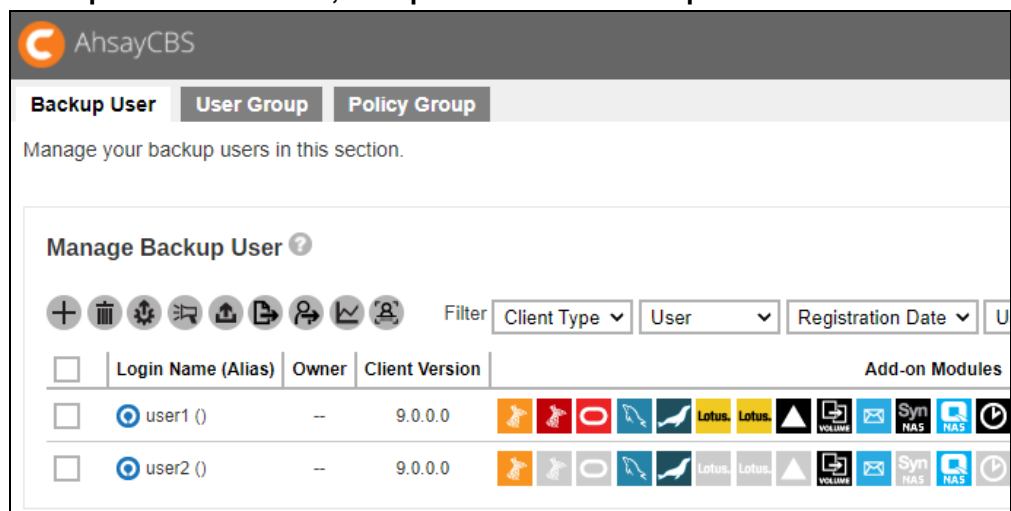 AhsayCBS
Backup User User Group Policy Group
Manage your backup users in this section.
Manage Backup User ?
Filter Client Type User Registration Date U
Login Name (Alias) Owner Client Version Add-on Modules
user1 () -- 9.0.0.0 Lotus. Lotus. VOLUME Syn NAS NAS
user2 () -- 9.0.0.0 Lotus. Lotus. VOLUME Syn NAS NAS